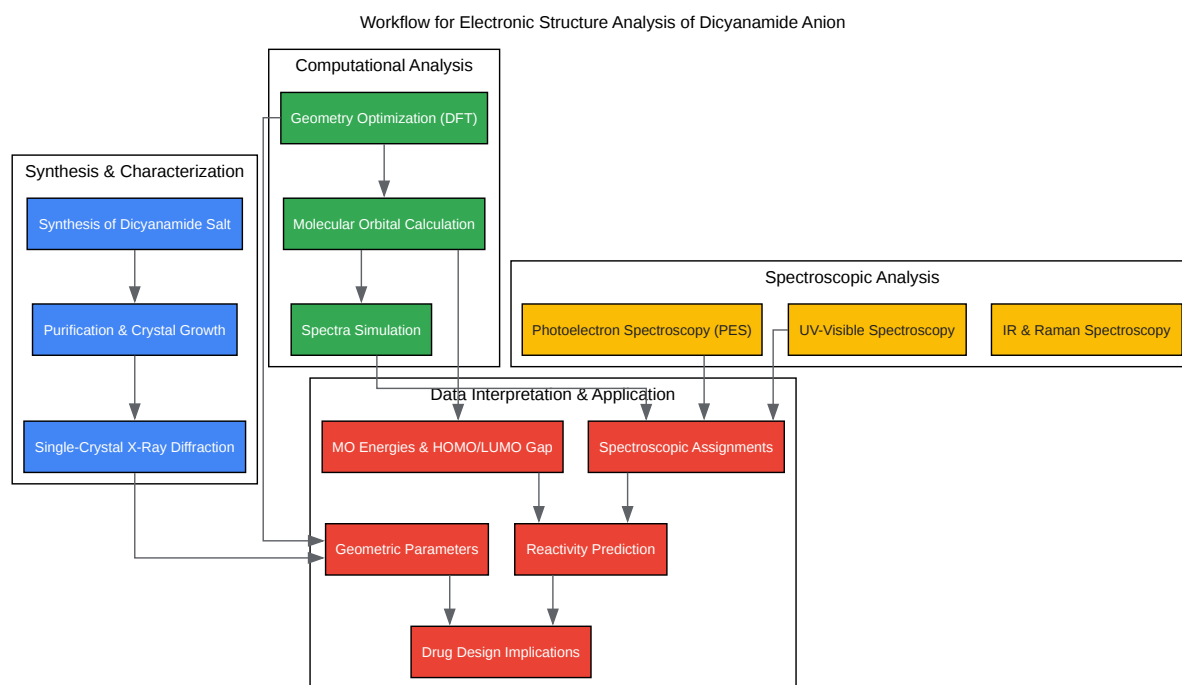 Workflow for Electronic Structure Analysis of Dicyanamide Anion
Computational Analysis
Geometry Optimization (DFT)
Molecular Orbital Calculation
Spectra Simulation
Synthesis & Characterization
Synthesis of Dicyanamide Salt
Purification & Crystal Growth
Single-Crystal X-Ray Diffraction
Spectroscopic Analysis
Photoelectron Spectroscopy (PES)
UV-Visible Spectroscopy
IR & Raman Spectroscopy
Data Interpretation & Application
MO Energies & HOMO/LUMO Gap
Spectroscopic Assignments
Geometric Parameters
Reactivity Prediction
Drug Design Implications